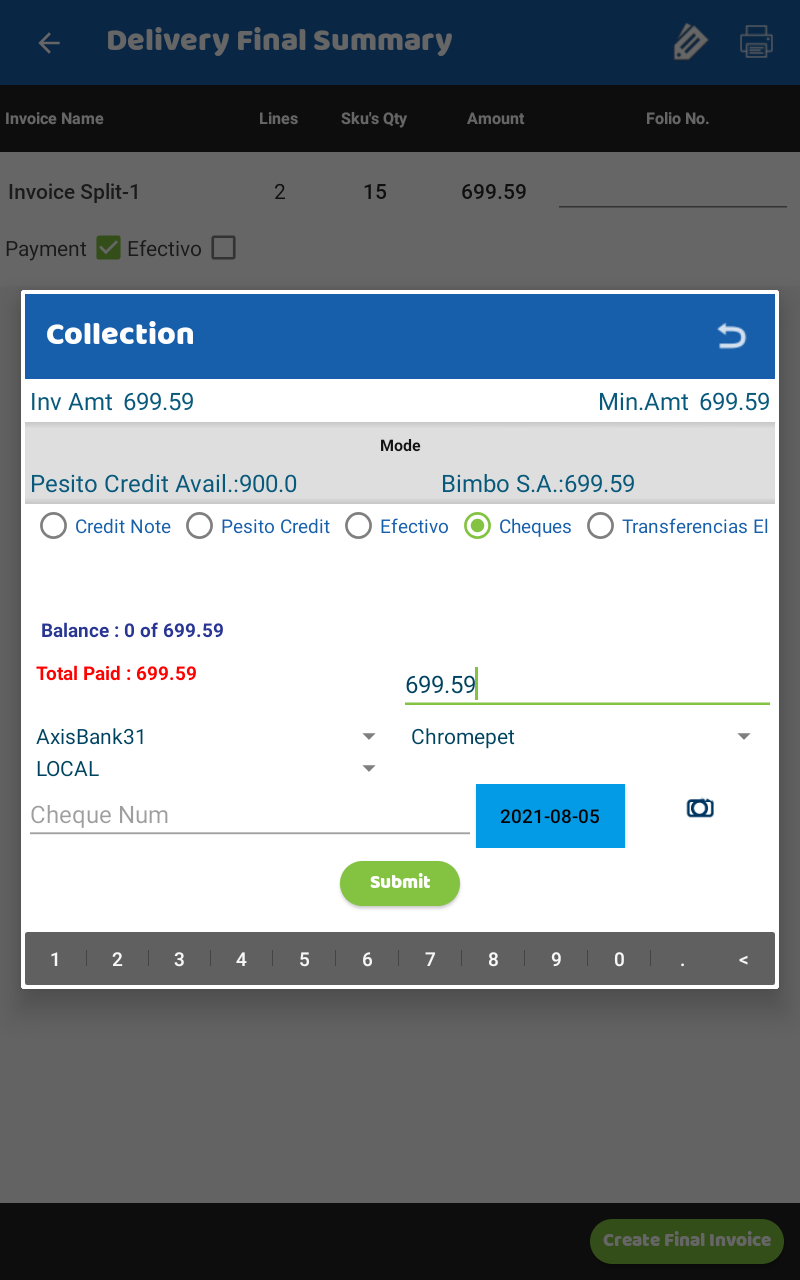 Delivery Final Summary
Invoice Name Lines Sku's Qty Amount Folio No.
Invoice Split-1 2 15 699.59
Payment Efectivo
Collection
Inv Amt 699.59 Min.Amt 699.59
Mode
Pesito Credit Avail.:900.0 Bimbo S.A.:699.59
Credit Note Pesito Credit Efectivo Cheques Transferencias El
Balance : 0 of 699.59
Total Paid : 699.59
699.59
AxisBank31 Chromepet
LOCAL
Cheque Num 2021-08-05
Submit
1 2 3 4 5 6 7 8 9 0 . <
Create Final Invoice